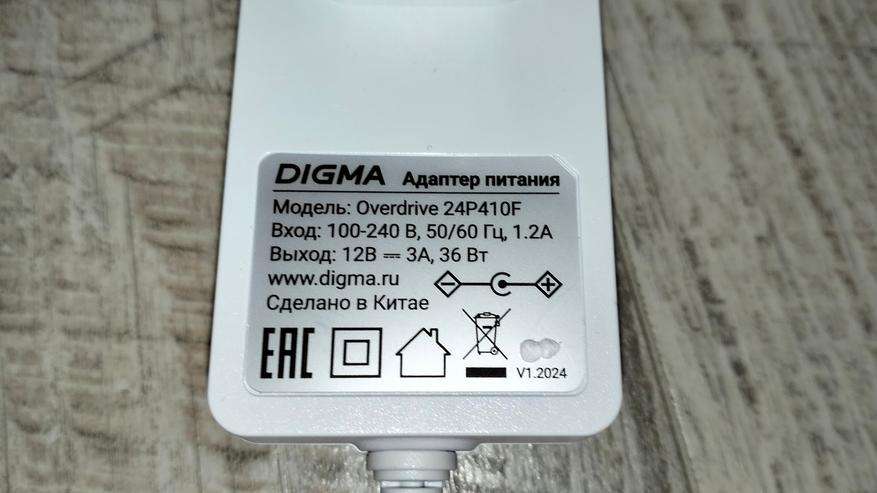 DIGMA Адаптер питания
Модель: Overdrive 24P410F
Вход: 100-240 В, 50/60 Гц, 1.2А
Выход: 12В ⎓ 3А, 36 Вт
www.digma.ru
Сделано в Китае
EAC
V1.2024